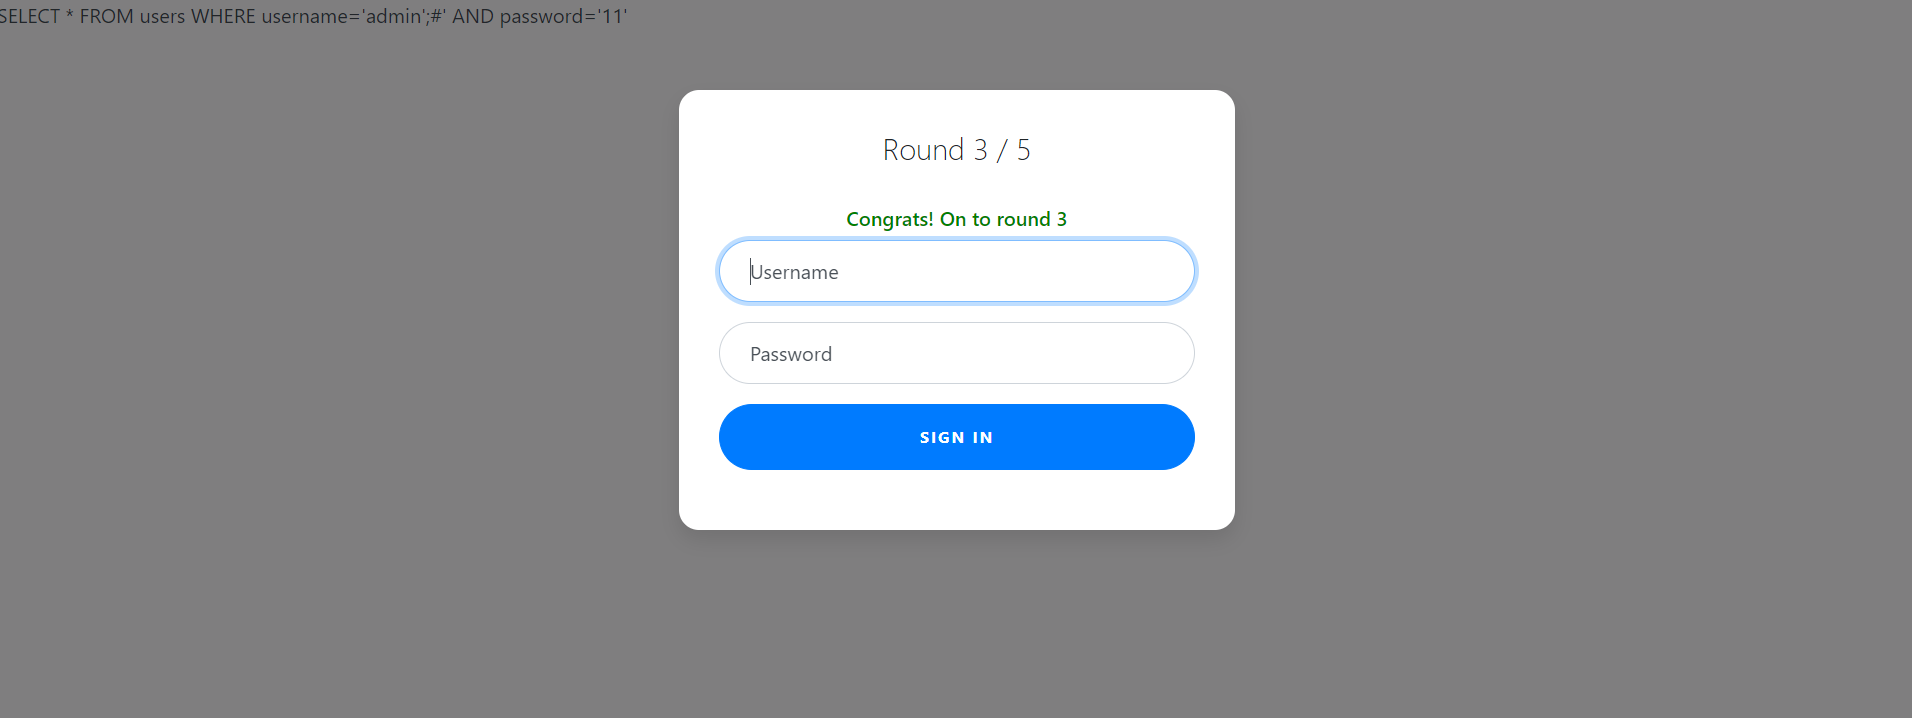 SELECT * FROM users WHERE username='admin';#' AND password='11'
Round 3 / 5
Congrats! On to round 3
Username
Password
SIGN IN